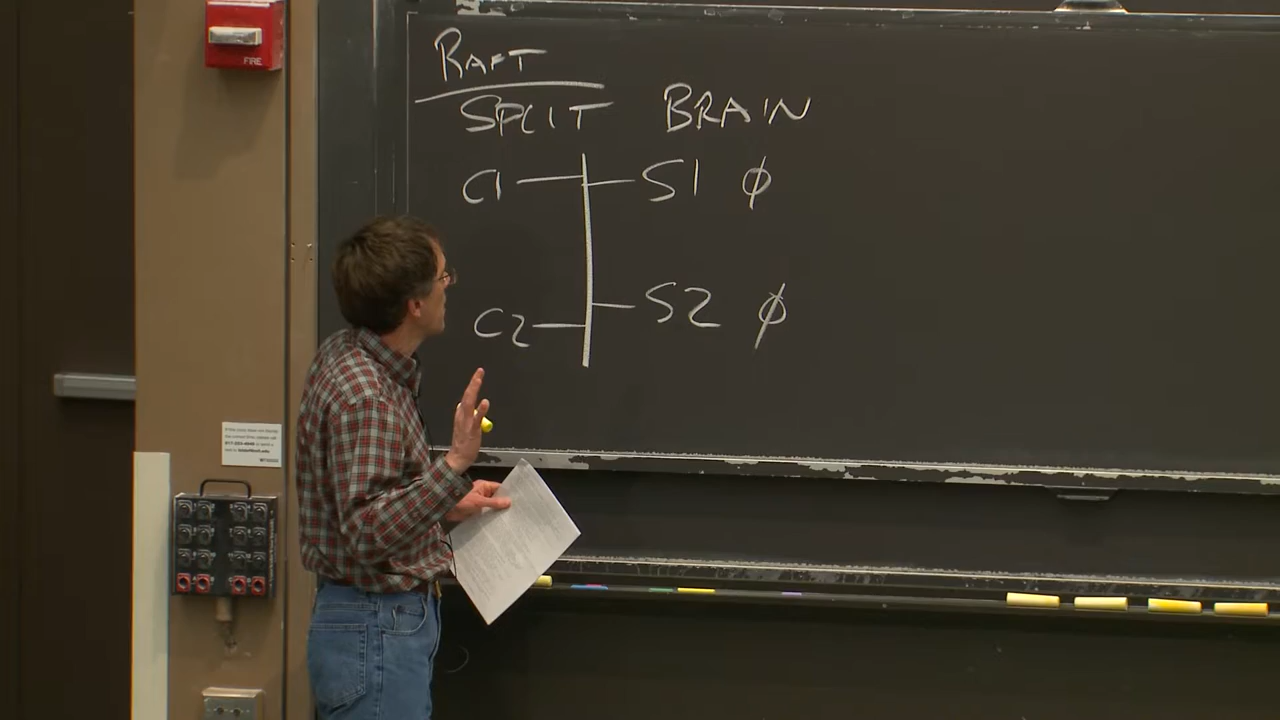 FIRE
RAFT
SPLIT BRAIN
C1 S1 ϕ
C2 S2 ϕ